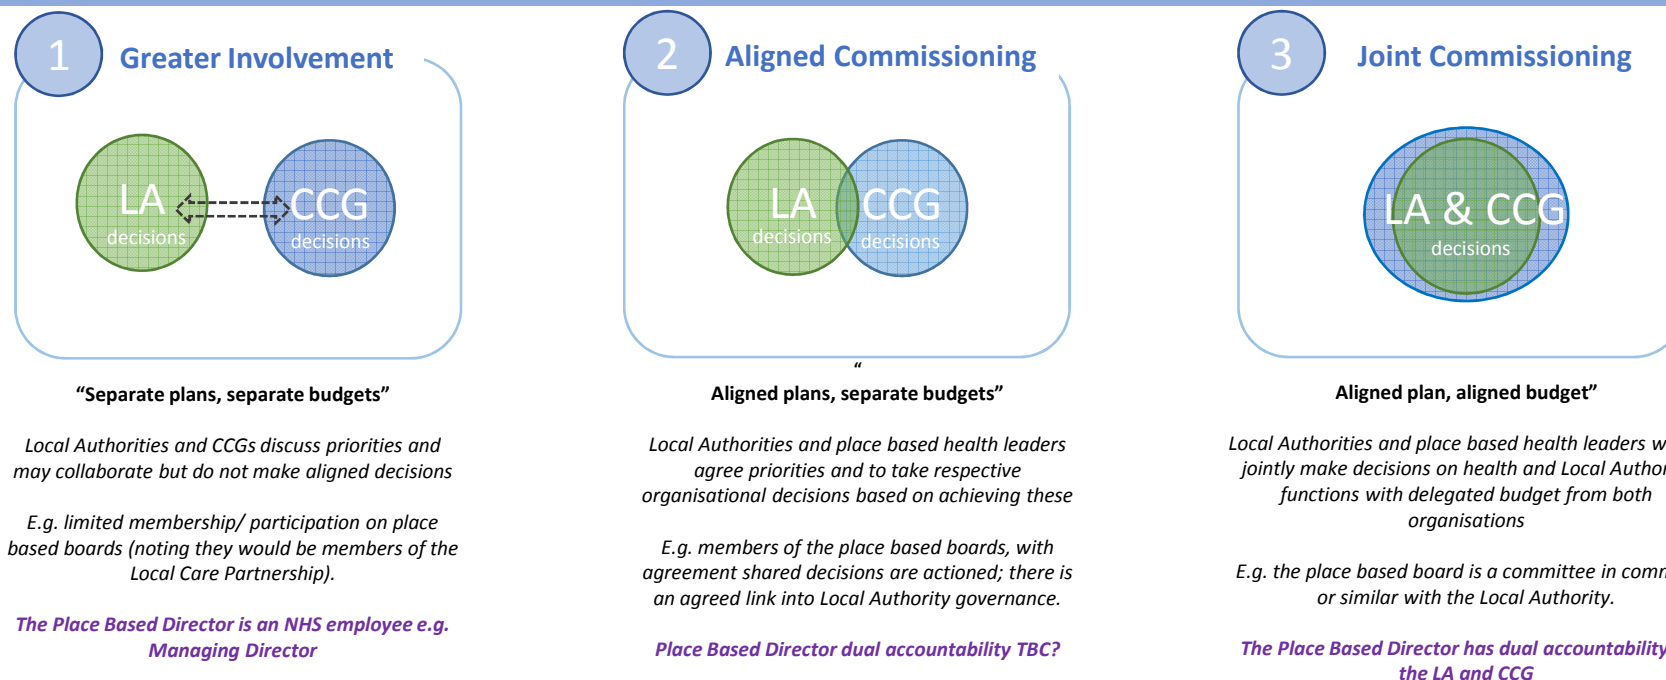 1
Greater Involvement
LA
decisions
CCG
decisions
“Separate plans, separate budgets”
Local Authorities and CCGs discuss priorities and
may collaborate but do not make aligned decisions
E.g. limited membership/ participation on place
based boards (noting they would be members of the
Local Care Partnership).
The Place Based Director is an NHS employee e.g.
Managing Director
2
Aligned Commissioning
LA
decisions
CCG
decisions
“
Aligned plans, separate budgets”
Local Authorities and place based health leaders
agree priorities and to take respective
organisational decisions based on achieving these
E.g. members of the place based boards, with
agreement shared decisions are actioned; there is
an agreed link into Local Authority governance.
Place Based Director dual accountability TBC?
3
Joint Commissioning
LA & CCG
decisions
Aligned plan, aligned budget”
Local Authorities and place based health leaders
jointly make decisions on health and Local
functions with delegated budget from both
organisations
E.g. the place based board is a committee in
or similar with the Local Authority.
The Place Based Director has dual accountability
the LA and CCG